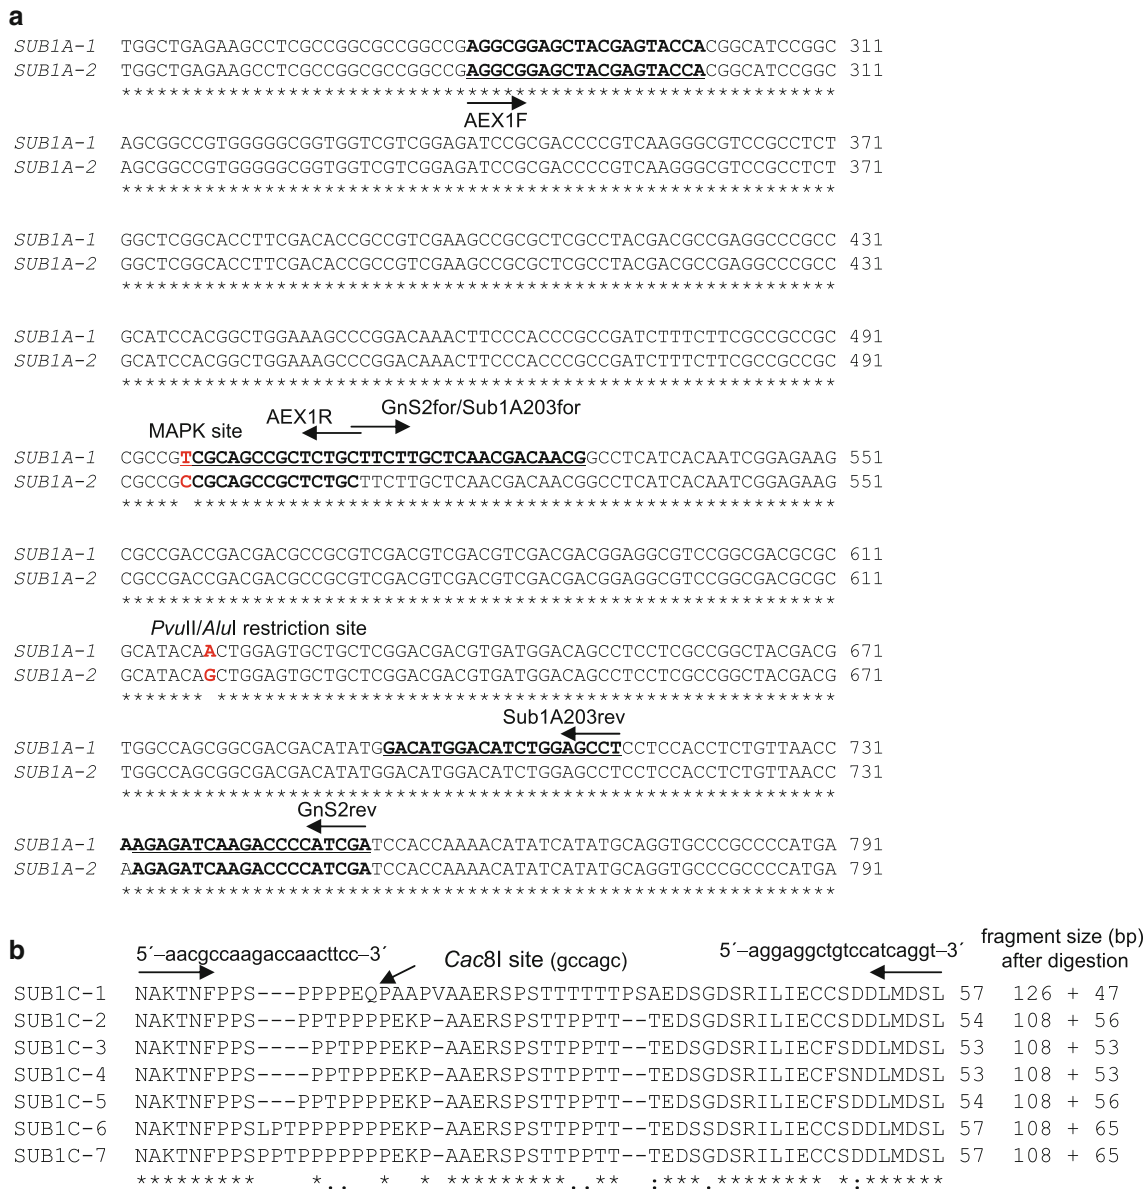 a
SUB1A-1 TGGCTGAGAAGCCTCGCCGGCGCCGGCCGAGGCGGAGCTACGAGTACCACGGCATCCGGC 311
SUB1A-2 TGGCTGAGAAGCCTCGCCGGCGCCGGCCGAGGCGGAGCTACGAGTACCACGGCATCCGGC 311
************************************************************
AEX1F
SUB1A-1 AGCGGCCGTGGGGGCGGTGGTCGTCGGAGATCCGCGACCCCGTCAAGGGCGTCCGCCTCT 371
SUB1A-2 AGCGGCCGTGGGGGCGGTGGTCGTCGGAGATCCGCGACCCCGTCAAGGGCGTCCGCCTCT 371
************************************************************
SUB1A-1 GGCTCGGCACCTTCGACACCGCCGTCGAAGCCGCGCTCGCCTACGACGCCGAGGCCCGCC 431
SUB1A-2 GGCTCGGCACCTTCGACACCGCCGTCGAAGCCGCGCTCGCCTACGACGCCGAGGCCCGCC 431
************************************************************
SUB1A-1 GCATCCACGGCTGGAAAGCCCGGACAAACTTCCCACCCGCCGATCTTTCTTCGCCGCCGC 491
SUB1A-2 GCATCCACGGCTGGAAAGCCCGGACAAACTTCCCACCCGCCGATCTTTCTTCGCCGCCGC 491
************************************************************
MAPK site AEX1R GnS2for/Sub1A203for
SUB1A-1 CGCCGTCGCAGCCGCTCTGCTTCTTGCTCAACGACAACGGCCTCATCACAATCGGAGAAG 551
SUB1A-2 CGCCGCCGCAGCCGCTCTGCTTCTTGCTCAACGACAACGGCCTCATCACAATCGGAGAAG 551
***** ******************************************************
SUB1A-1 CGCCGACCGACGACGCCGCGTCGACGTCGACGTCGACGACGGAGGCGTCCGGCGACGCGC 611
SUB1A-2 CGCCGACCGACGACGCCGCGTCGACGTCGACGTCGACGACGGAGGCGTCCGGCGACGCGC 611
************************************************************
PvuII/AluI restriction site
SUB1A-1 GCATACAACTGGAGTGCTGCTCGGACGACGTGATGGACAGCCTCCTCGCCGGCTACGACG 671
SUB1A-2 GCATACAGCTGGAGTGCTGCTCGGACGACGTGATGGACAGCCTCCTCGCCGGCTACGACG 671
******* ****************************************************
Sub1A203rev
SUB1A-1 TGGCCAGCGGCGACGACATATGGACATGGACATCTGGAGCCTCCTCCACCTCTGTTAACC 731
SUB1A-2 TGGCCAGCGGCGACGACATATGGACATGGACATCTGGAGCCTCCTCCACCTCTGTTAACC 731
************************************************************
GnS2rev
SUB1A-1 AAGAGATCAAGACCCCATCGATCCACCAAAACATATCATATGCAGGTGCCCGCCCCATGA 791
SUB1A-2 AAGAGATCAAGACCCCATCGATCCACCAAAACATATCATATGCAGGTGCCCGCCCCATGA 791
************************************************************
b
5´–aacgccaagaccaacttcc–3´ Cac8I site (gccagc) 5´–aggaggctgtccatcaggt–3´ fragment size (bp)
after digestion
SUB1C-1 NAKTNFPPS---PPPPEQPAAPVAAERSPSTTTTTTPSAEDSGDSRILIECCSDDLMDSL 57 126 + 47
SUB1C-2 NAKTNFPPS---PPTPPPPEKP-AAERSPSTTPPTT--TEDSGDSRILIECCSDDLMDSL 54 108 + 56
SUB1C-3 NAKTNFPPS----PPTPPPEKP-AAERSPSTTPPTT--TEDSGDSRILIECFSDDLMDSL 53 108 + 53
SUB1C-4 NAKTNFPPS----PPTPPPEKP-AAERSPSTTPPTT--TEDSGDSRILIECFSNDLMDSL 53 108 + 53
SUB1C-5 NAKTNFPPS----PPTPPPPEKP-AAERSPSTTPPTT--TEDSGDSRILIECFSDDLMDSL 54 108 + 56
SUB1C-6 NAKTNFPPSLPTPPPPPPPEKP-AAERSPSTTPPTT--TEDSSDSRILIECCSDDLMDSL 57 108 + 65
SUB1C-7 NAKTNFPPSPPTPPPPPPPEKP-AAERSPSTTPPTT--TEDSGDSRILIECCSDDLMDSL 57 108 + 65
********* *.. * * *********..** :***.******** **:******